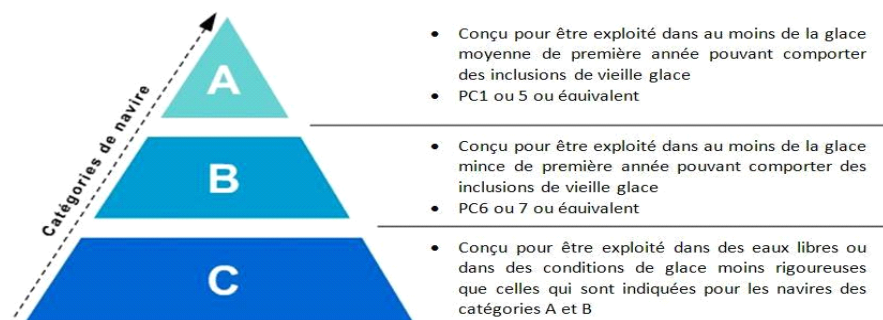 Catégories de navire
A
• Conçu pour être exploité dans au moins de la glace
moyenne de première année pouvant comporter
des inclusions de vieille glace
• PC1 ou 5 ou équivalent
B
• Conçu pour être exploité dans au moins de la glace
mince de première année pouvant comporter des
inclusions de vieille glace
• PC6 ou 7 ou équivalent
C
• Conçu pour être exploité dans des eaux libres ou
dans des conditions de glace moins rigoureuses
que celles qui sont indiquées pour les navires des
catégories A et B